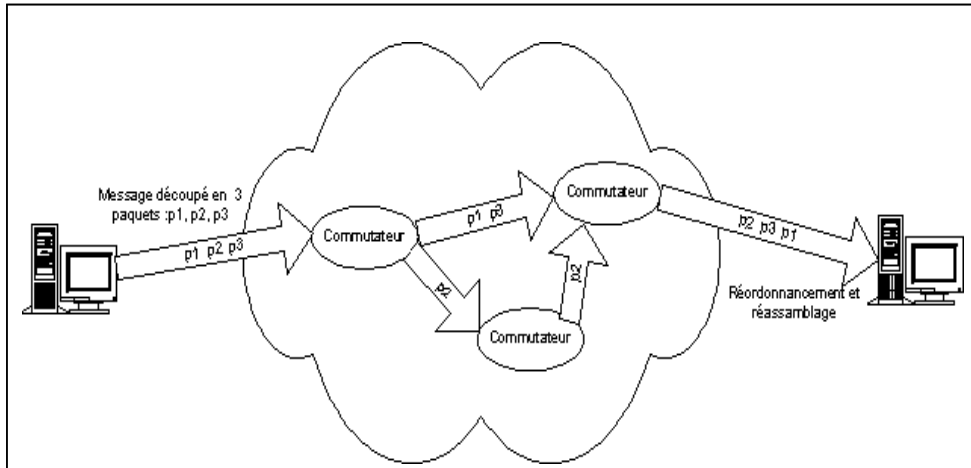 Message découpé en 3
paquets :p1, p2, p3
p1 p2 p3
Commutateur
p1 p3
p2
Commutateur
p2
Commutateur
p2 p3 p1
Réordonnancement et
réassamblage